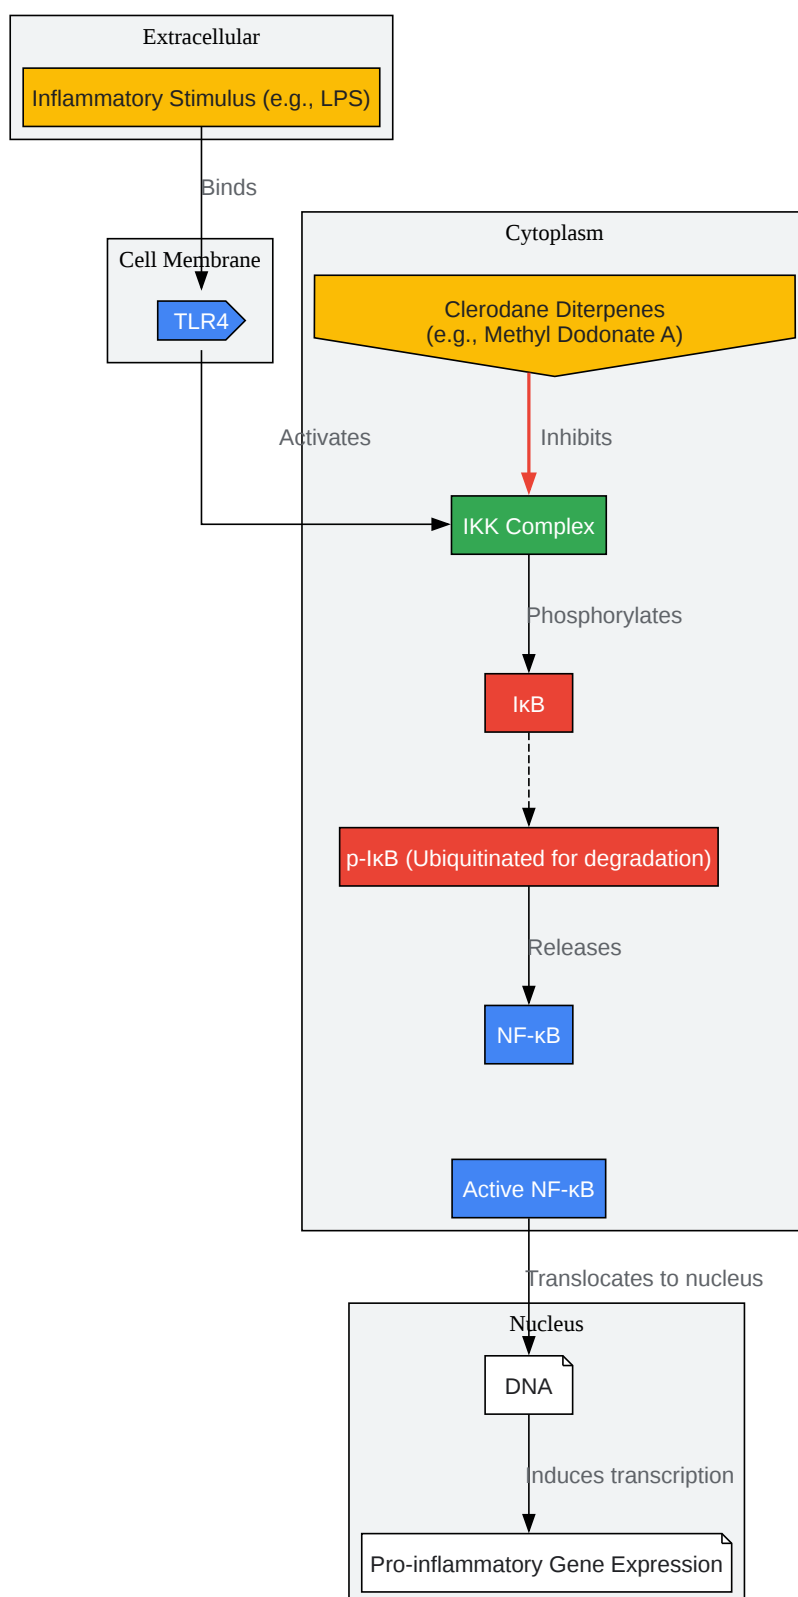 Extracellular
Inflammatory Stimulus (e.g., LPS)
Binds
Cell Membrane
TLR4
Cytoplasm
Clerodane Diterpenes
(e.g., Methyl Dodonate A)
Activates
Inhibits
IKK Complex
Phosphorylates
IκB
p-IκB (Ubiquitinated for degradation)
Releases
NF-κB
Active NF-κB
Translocates to nucleus
Nucleus
DNA
Induces transcription
Pro-inflammatory Gene Expression